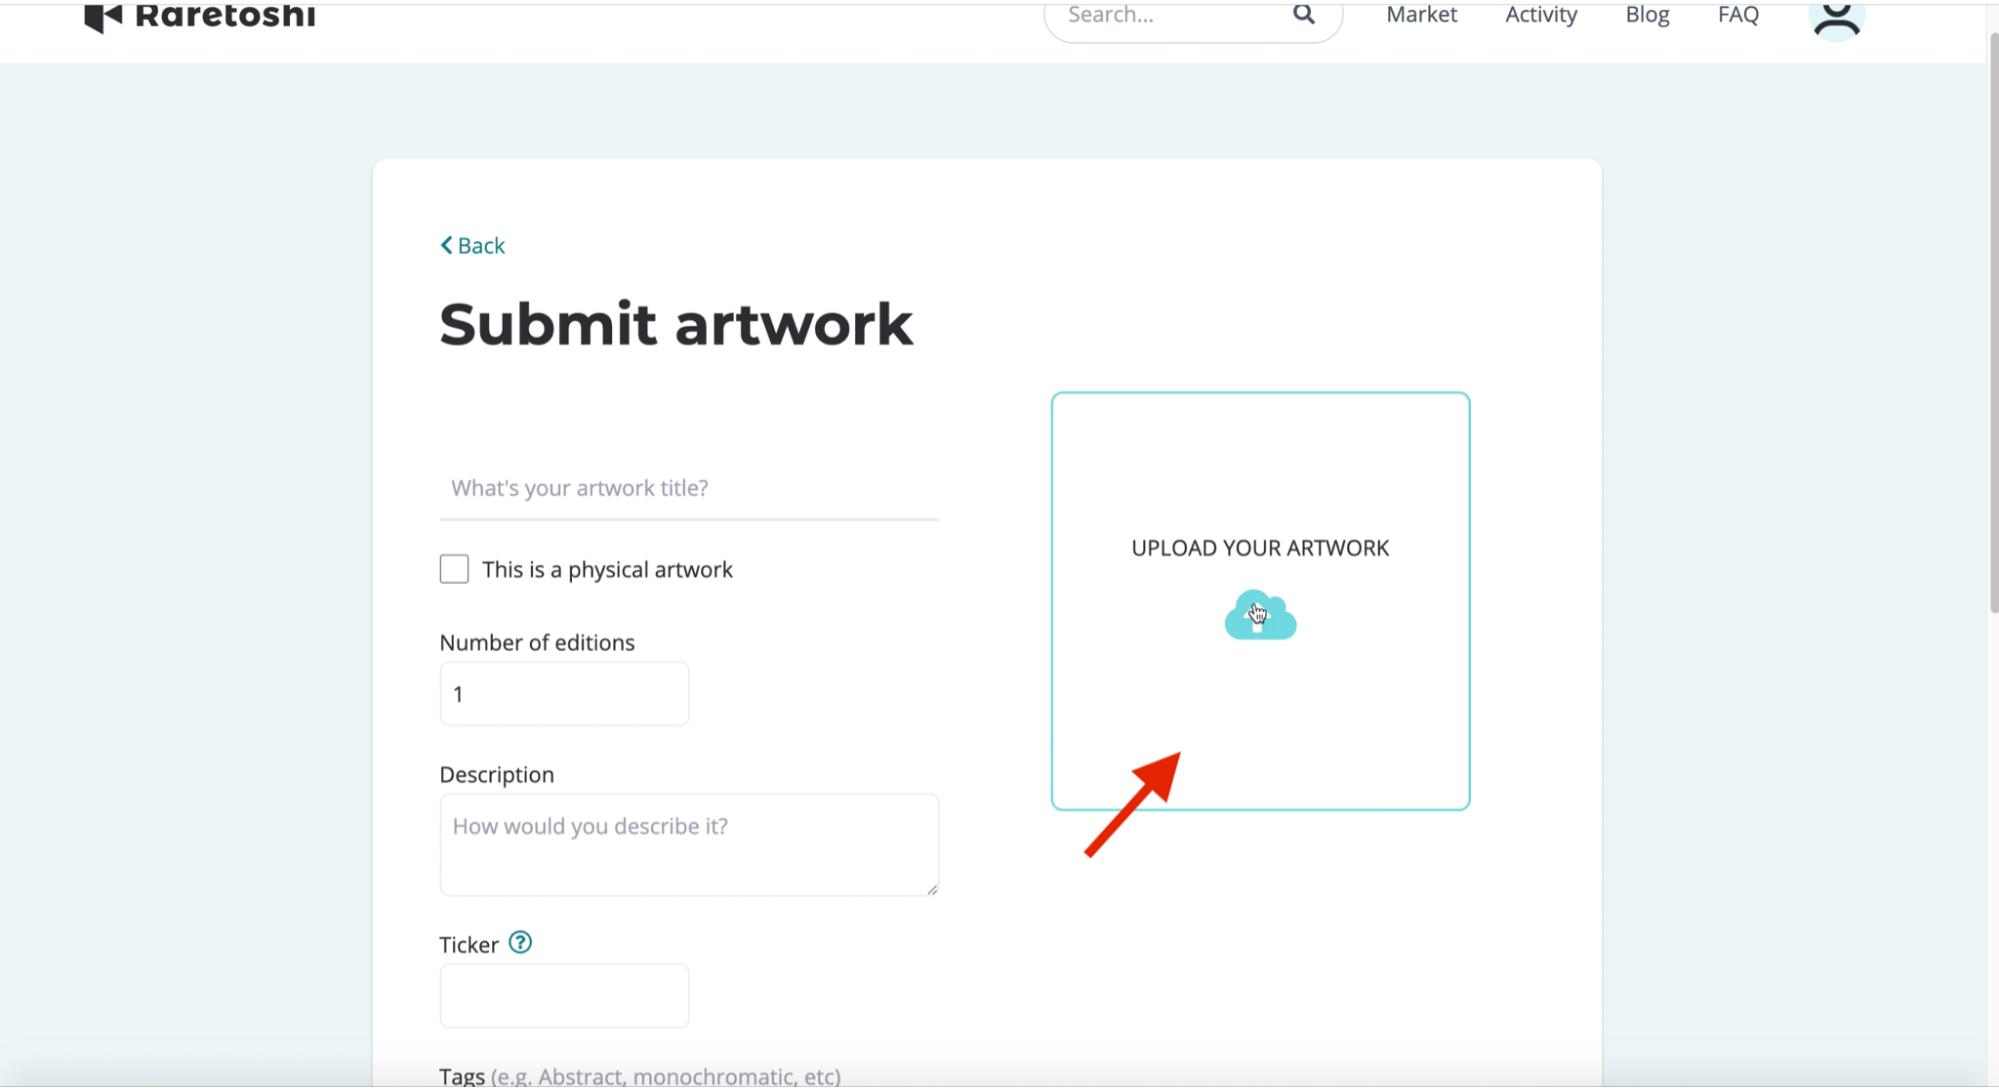 Raretoshi
Search...
Market
Activity
Blog
FAQ
Back
Submit artwork
What's your artwork title?
This is a physical artwork
Number of editions
1
Description
How would you describe it?
Ticker ?
Tags (e.g. Abstract, monochromatic, etc)
UPLOAD YOUR ARTWORK